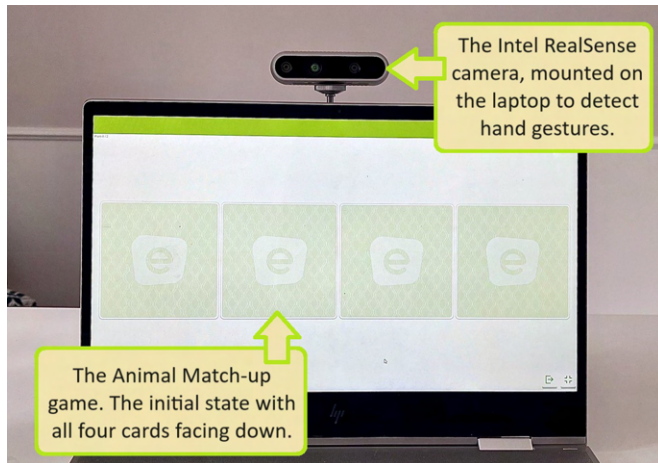 The Intel RealSense
camera, mounted on
the laptop to detect
hand gestures.
e e e e
The Animal Match-up
game. The initial state with
all four cards facing down.
hp